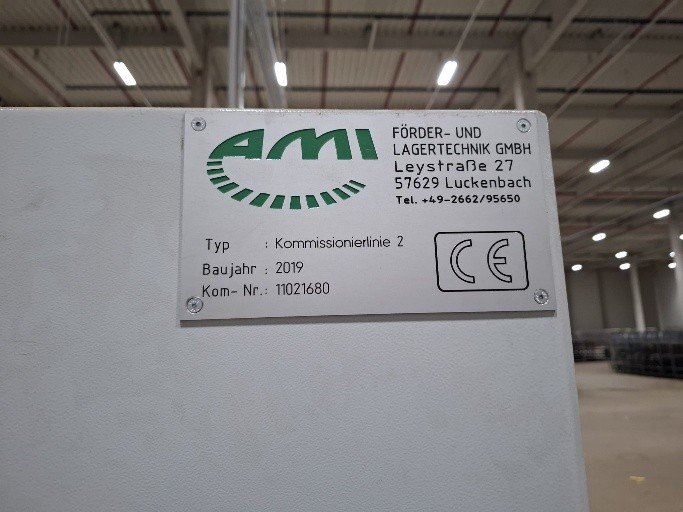 AMI
FÖRDER- UND
LAGERTECHNIK GMBH
Leystraße 27
57629 Luckenbach
Tel. +49-2662/95650
Typ : Kommissionierlinie 2
Baujahr : 2019
Kom- Nr.: 11021680
CE